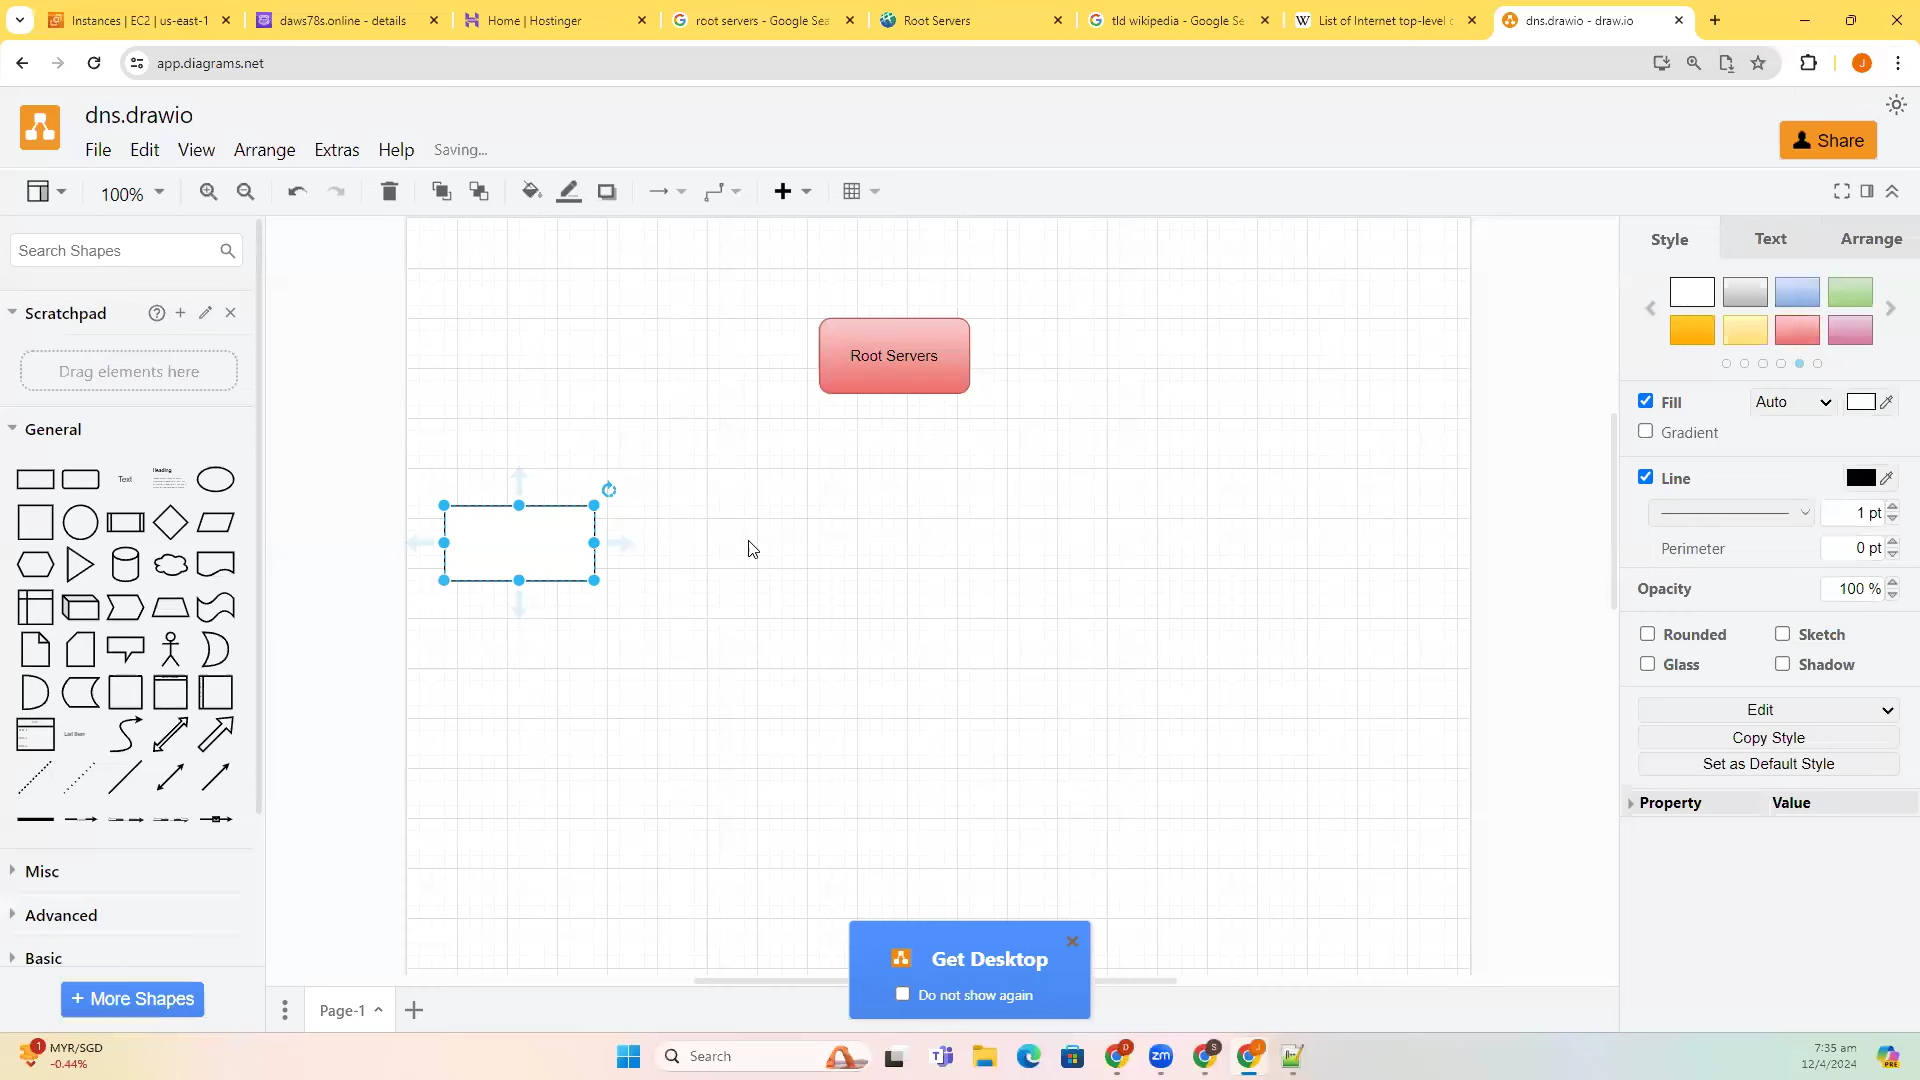 Instances | EC2 | us-east-1
daws78s.online - details
Home | Hostinger
root servers - Google Sea
Root Servers
tld wikipedia - Google Se
List of Internet top-level
dns.drawio - draw.io
app.diagrams.net
J
dns.drawio
File Edit View Arrange Extras Help Saving...
Share
100%
Search Shapes
Scratchpad
Drag elements here
General
Text
Heading
List Item
Misc
Advanced
Basic
+ More Shapes
Root Servers
Get Desktop
Do not show again
Page-1
Style Text Arrange
Fill Auto
Gradient
Line
1 pt
Perimeter 0 pt
Opacity 100 %
Rounded Sketch
Glass Shadow
Edit
Copy Style
Set as Default Style
Property Value
1
MYR/SGD
-0.44%
Search
D
S
J
7:35 am
12/4/2024
PRE